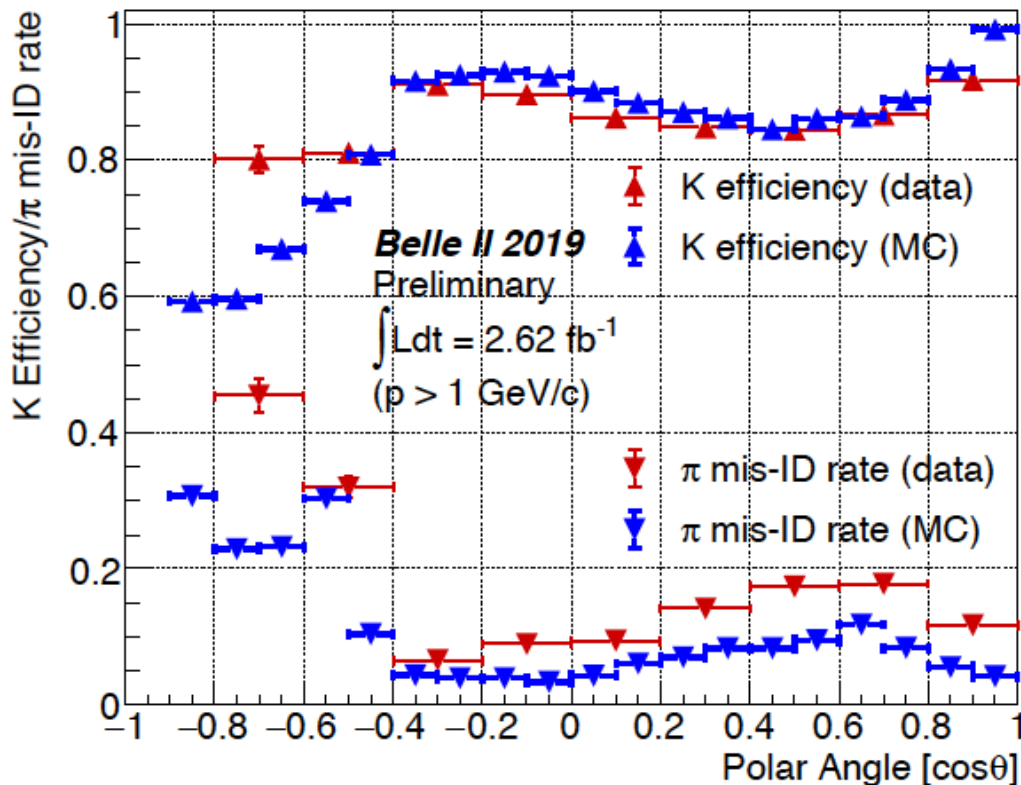 K Efficiency/π mis-ID rate
1
0.8
0.6
0.4
0.2
0
K efficiency (data)
K efficiency (MC)
Belle II 2019
Preliminary
∫Ldt = 2.62 fb⁻¹
(p > 1 GeV/c)
π mis-ID rate (data)
π mis-ID rate (MC)
−1 −0.8 −0.6 −0.4 −0.2 0 0.2 0.4 0.6 0.8 1
Polar Angle [cosθ]